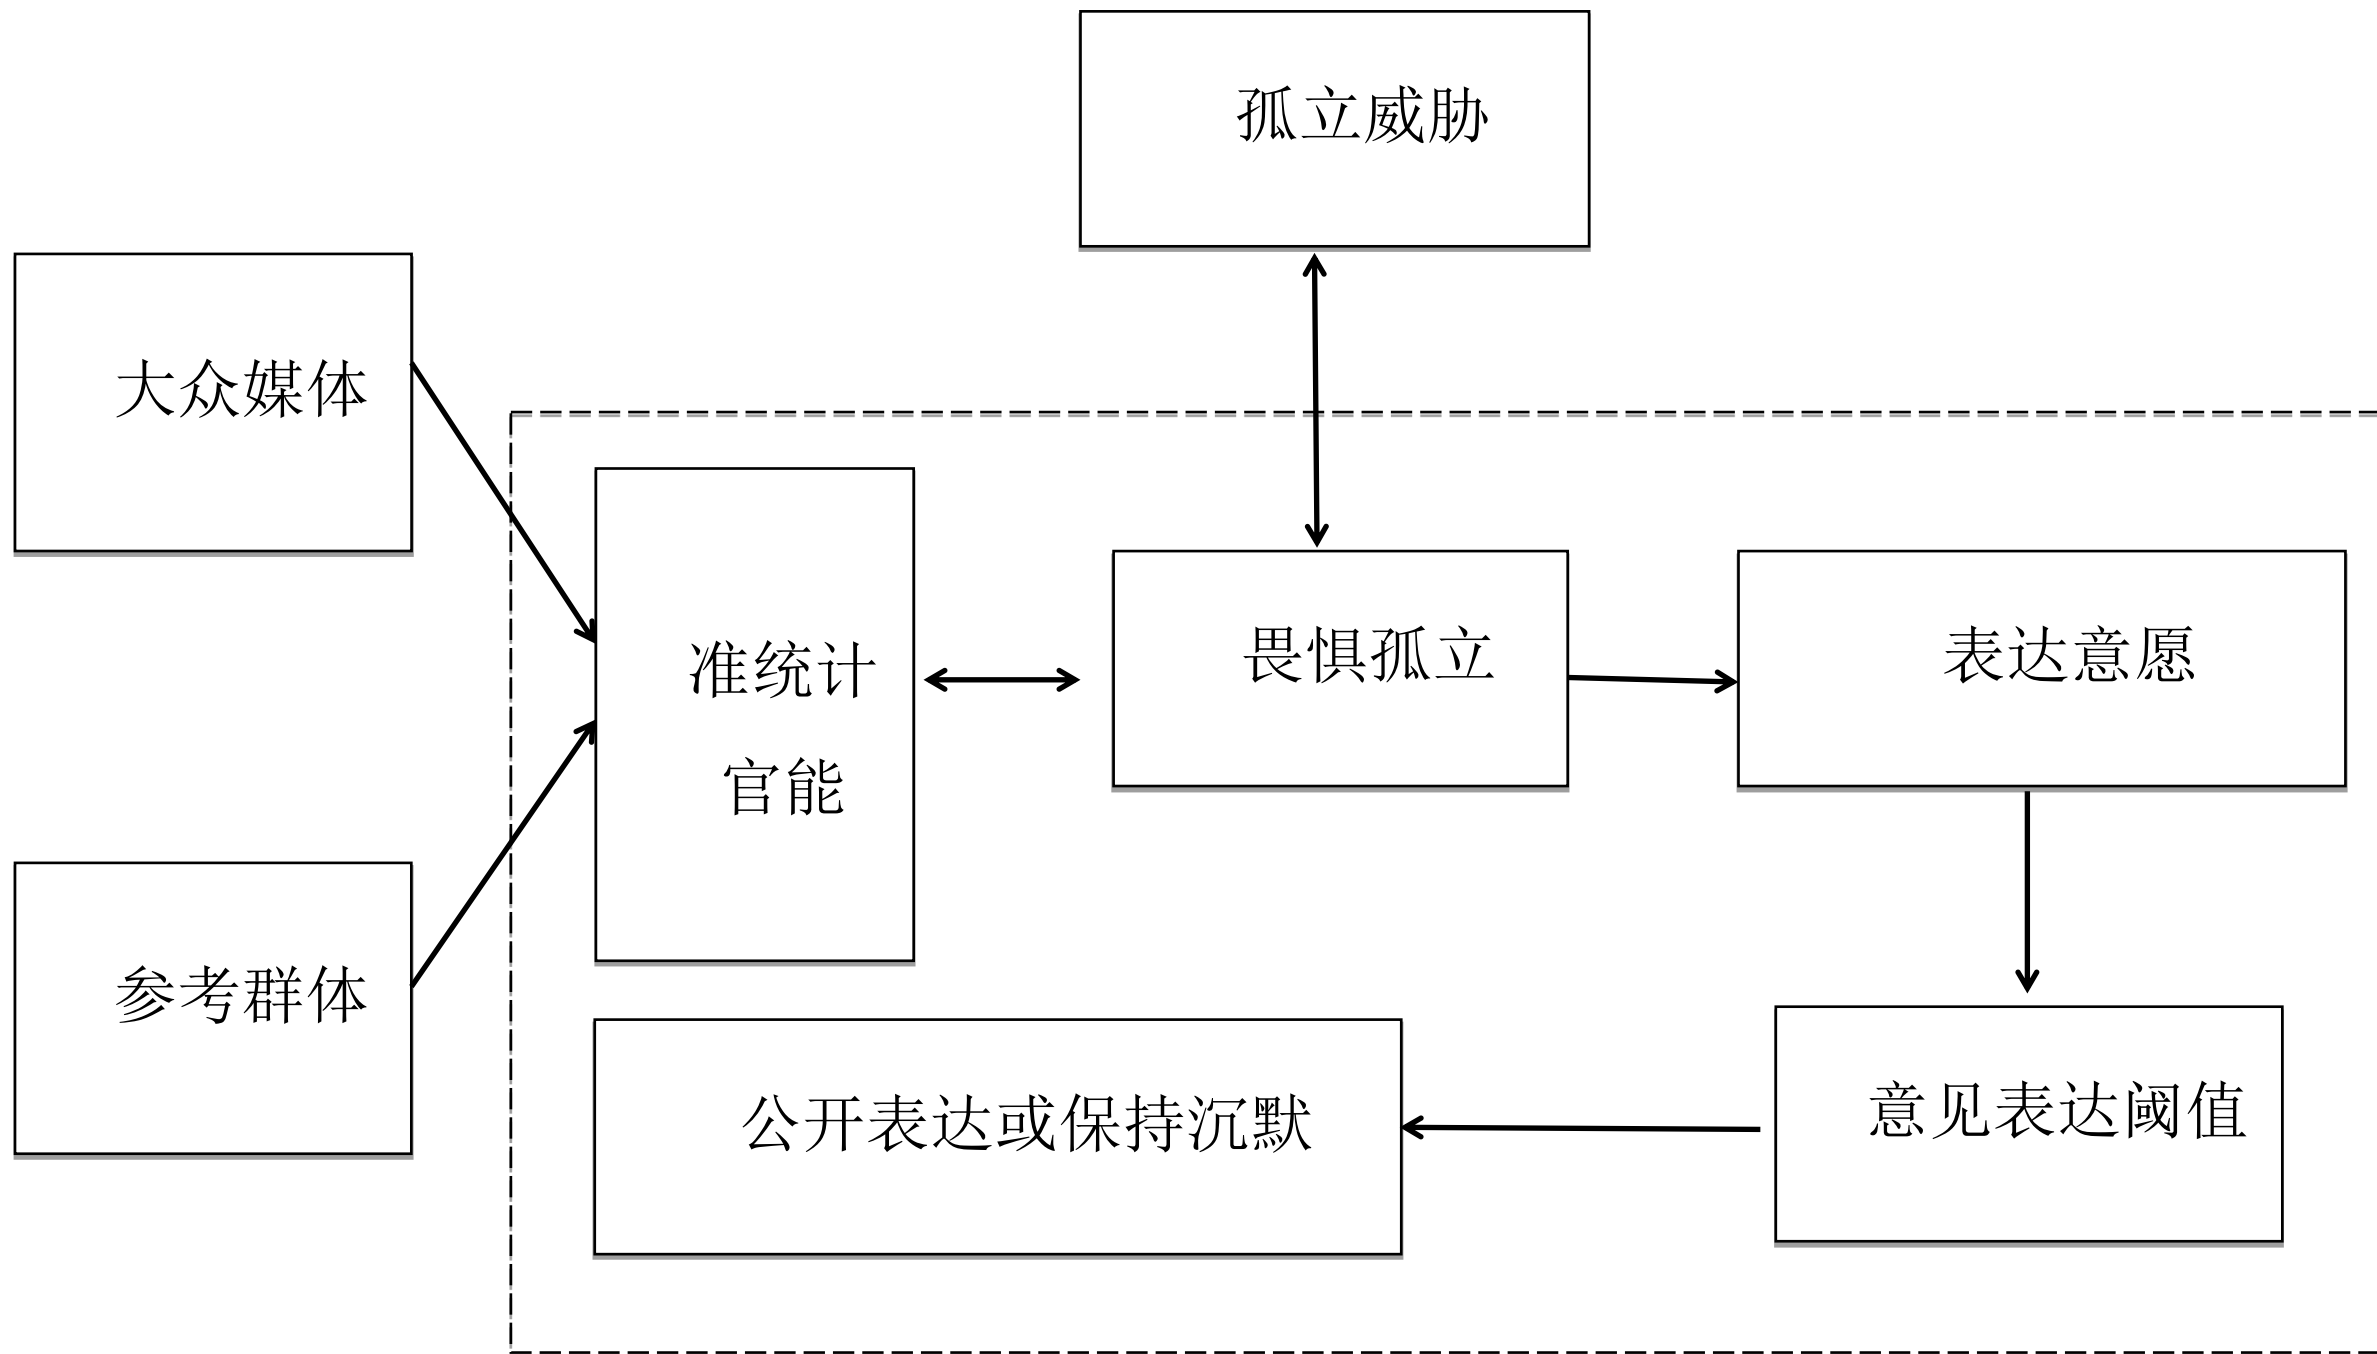 孤立威胁
大众媒体
准统计
官能
畏惧孤立
表达意愿
参考群体
公开表达或保持沉默
意见表达阈值